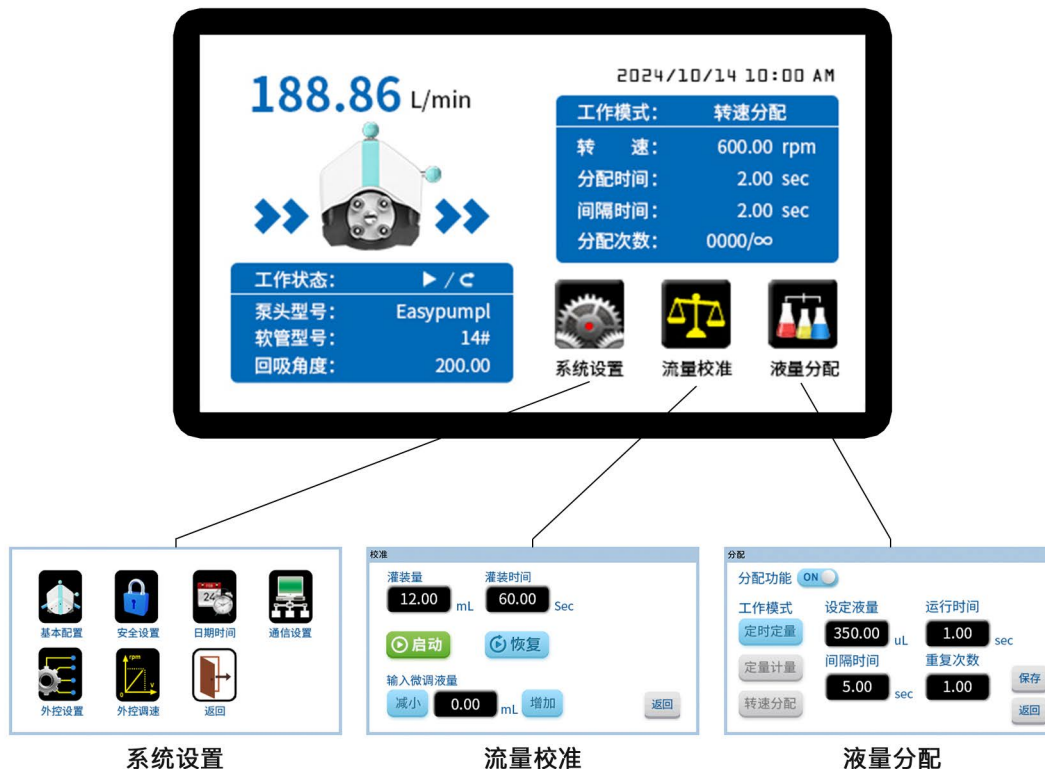 188.86 L/min
2024/10/14 10:00 AM
工作模式： 转速分配
转 速： 600.00 rpm
分配时间： 2.00 sec
间隔时间： 2.00 sec
分配次数： 0000/∞
工作状态： ▶ / ⮎
泵头型号： Easypumpl
软管型号： 14#
回吸角度： 200.00
系统设置 流量校准 液量分配
基本配置 安全设置 日期时间 通信设置
24
rpm
0 v
外控设置 外控调速 返回
系统设置
校准
灌装量 灌装时间
12.00 mL 60.00 Sec
启动 恢复
输入微调液量
减小 0.00 mL 增加 返回
流量校准
分配
分配功能 ON
工作模式 设定液量 运行时间
定时定量 350.00 uL 1.00 sec
定量计量 间隔时间 重复次数
转速分配 5.00 sec 1.00
保存
返回
液量分配